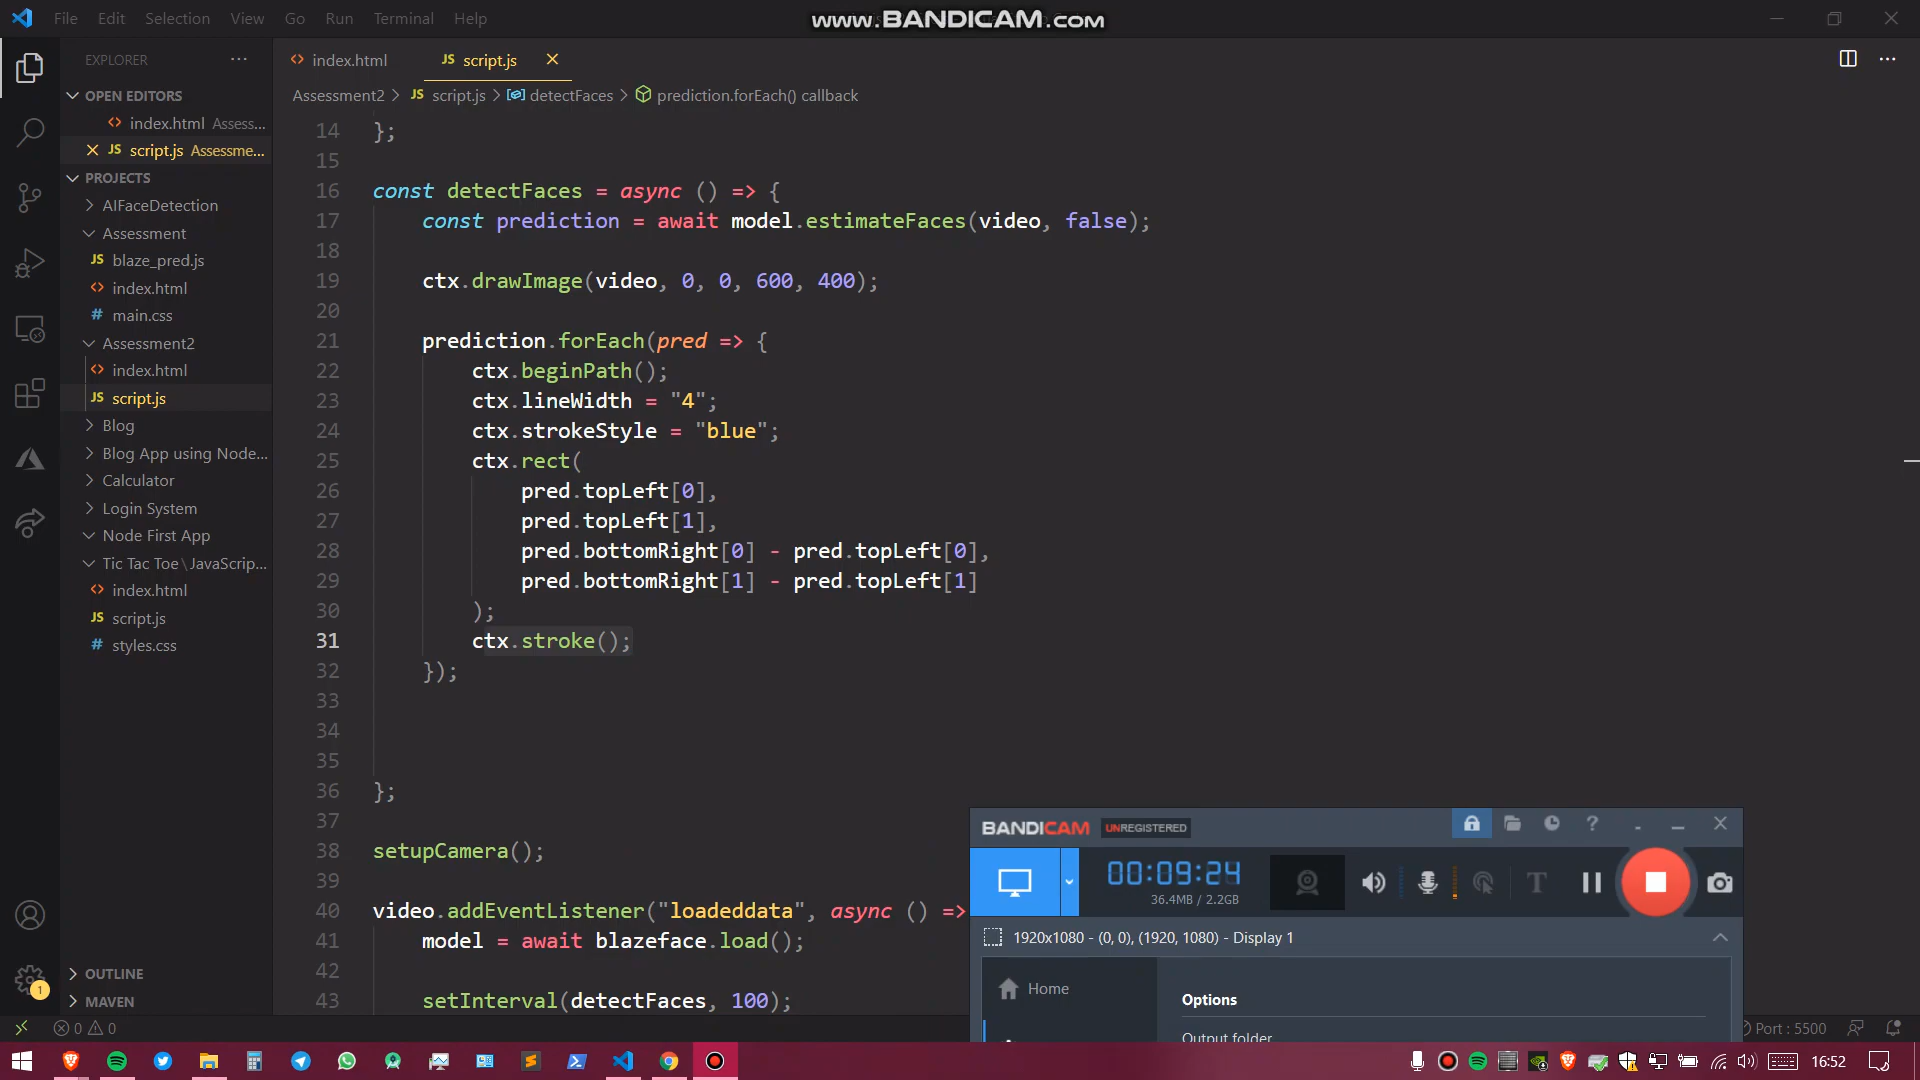 File Edit Selection View Go Run Terminal Help
www.BANDICAM.com
EXPLORER
OPEN EDITORS
index.html Assess...
JS script.js Assessme...
PROJECTS
AIFaceDetection
Assessment
JS blaze_pred.js
index.html
# main.css
Assessment2
index.html
JS script.js
Blog
Blog App using Node...
Calculator
Login System
Node First App
Tic Tac Toe\JavaScrip...
index.html
JS script.js
# styles.css
OUTLINE
MAVEN
index.html
JS script.js
Assessment2 > JS script.js > detectFaces > prediction.forEach() callback
14 };
15
16 const detectFaces = async () => {
17 const prediction = await model.estimateFaces(video, false);
18
19 ctx.drawImage(video, 0, 0, 600, 400);
20
21 prediction.forEach(pred => {
22 ctx.beginPath();
23 ctx.lineWidth = "4";
24 ctx.strokeStyle = "blue";
25 ctx.rect(
26 pred.topLeft[0],
27 pred.topLeft[1],
28 pred.bottomRight[0] - pred.topLeft[0],
29 pred.bottomRight[1] - pred.topLeft[1]
30 );
31 ctx.stroke();
32 });
33
34
35
36 };
37
38 setupCamera();
39
40 video.addEventListener("loadeddata", async () =>
41 model = await blazeface.load();
42
43 setInterval(detectFaces, 100);
BANDICAM UNREGISTERED
00:09:24
36.4MB / 2.2GB
1920x1080 - (0, 0), (1920, 1080) - Display 1
Home
Options
Output folder
1
0 0
Port : 5500
16:52